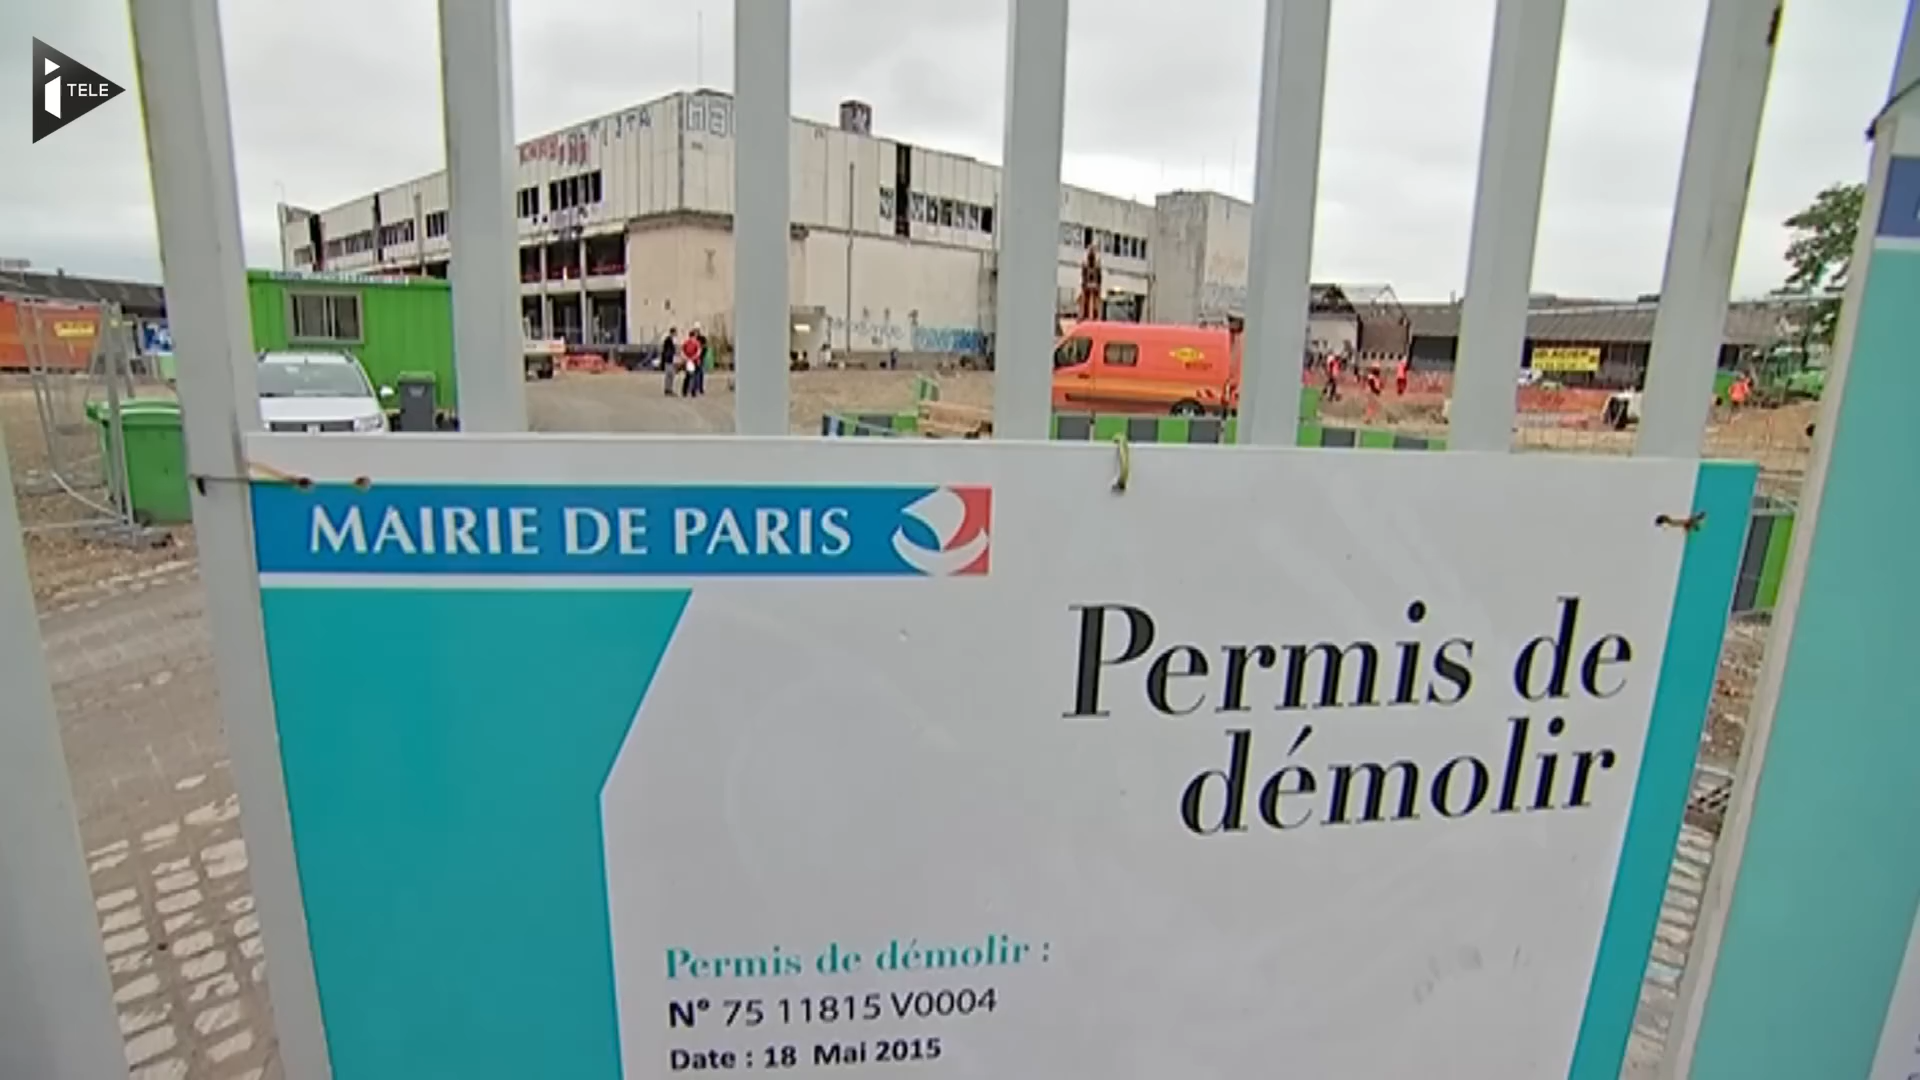 i TELE
MAIRIE DE PARIS
Permis de
démolir
Permis de démolir :
N° 75 11815 V0004
Date : 18 Mai 2015